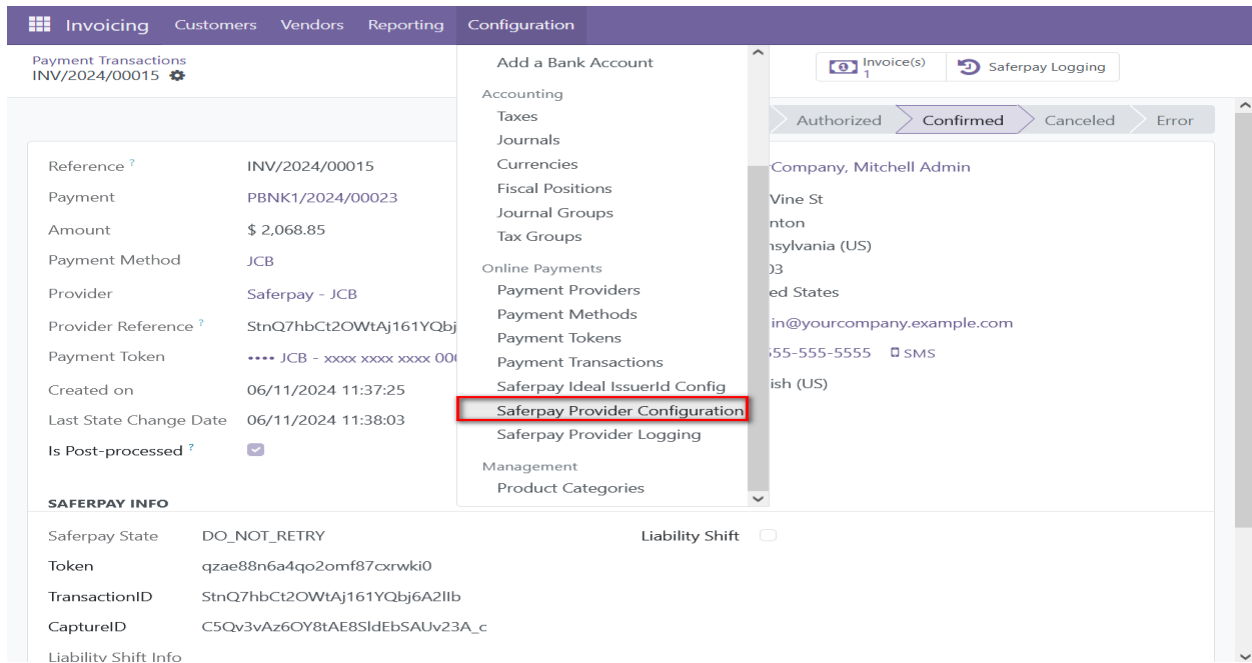 Invoicing Customers Vendors Reporting Configuration
Payment Transactions
INV/2024/00015
Invoice(s)
1
Saferpay Logging
Add a Bank Account
Accounting
Taxes
Journals
Currencies
Fiscal Positions
Journal Groups
Tax Groups
Online Payments
Payment Providers
Payment Methods
Payment Tokens
Payment Transactions
Saferpay Ideal IssuerId Config
Saferpay Provider Configuration
Saferpay Provider Logging
Management
Product Categories
Authorized Confirmed Canceled Error
Reference ? INV/2024/00015
Payment PBNK1/2024/00023
Amount $ 2,068.85
Payment Method JCB
Provider Saferpay - JCB
Provider Reference ? StnQ7hbCt2OWtAj161YQbj
Payment Token •••• JCB - xxxx xxxx xxxx 00
Created on 06/11/2024 11:37:25
Last State Change Date 06/11/2024 11:38:03
Is Post-processed ?
Company, Mitchell Admin
Vine St
nton
nsylvania (US)
03
ed States
in@yourcompany.example.com
555-555-5555 SMS
ish (US)
SAFERPAY INFO
Saferpay State DO_NOT_RETRY
Liability Shift
Token qzae88n6a4qo2omf87cxrwki0
TransactionID StnQ7hbCt2OWtAj161YQbj6A2lIb
CaptureID C5Qv3vAz6OY8tAE8SldEbSAUv23A_c
Liability Shift Info